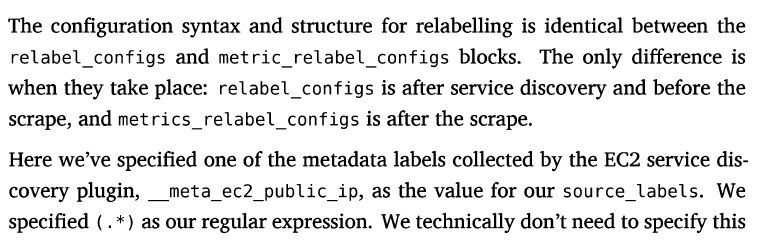 The configuration syntax and structure for relabelling is identical between the
relabel_configs and metric_relabel_configs blocks. The only difference is
when they take place: relabel_configs is after service discovery and before the
scrape, and metrics_relabel_configs is after the scrape.
Here we've specified one of the metadata labels collected by the EC2 service dis-
covery plugin, __meta_ec2_public_ip, as the value for our source_labels. We
specified (.*) as our regular expression. We technically don't need to specify this